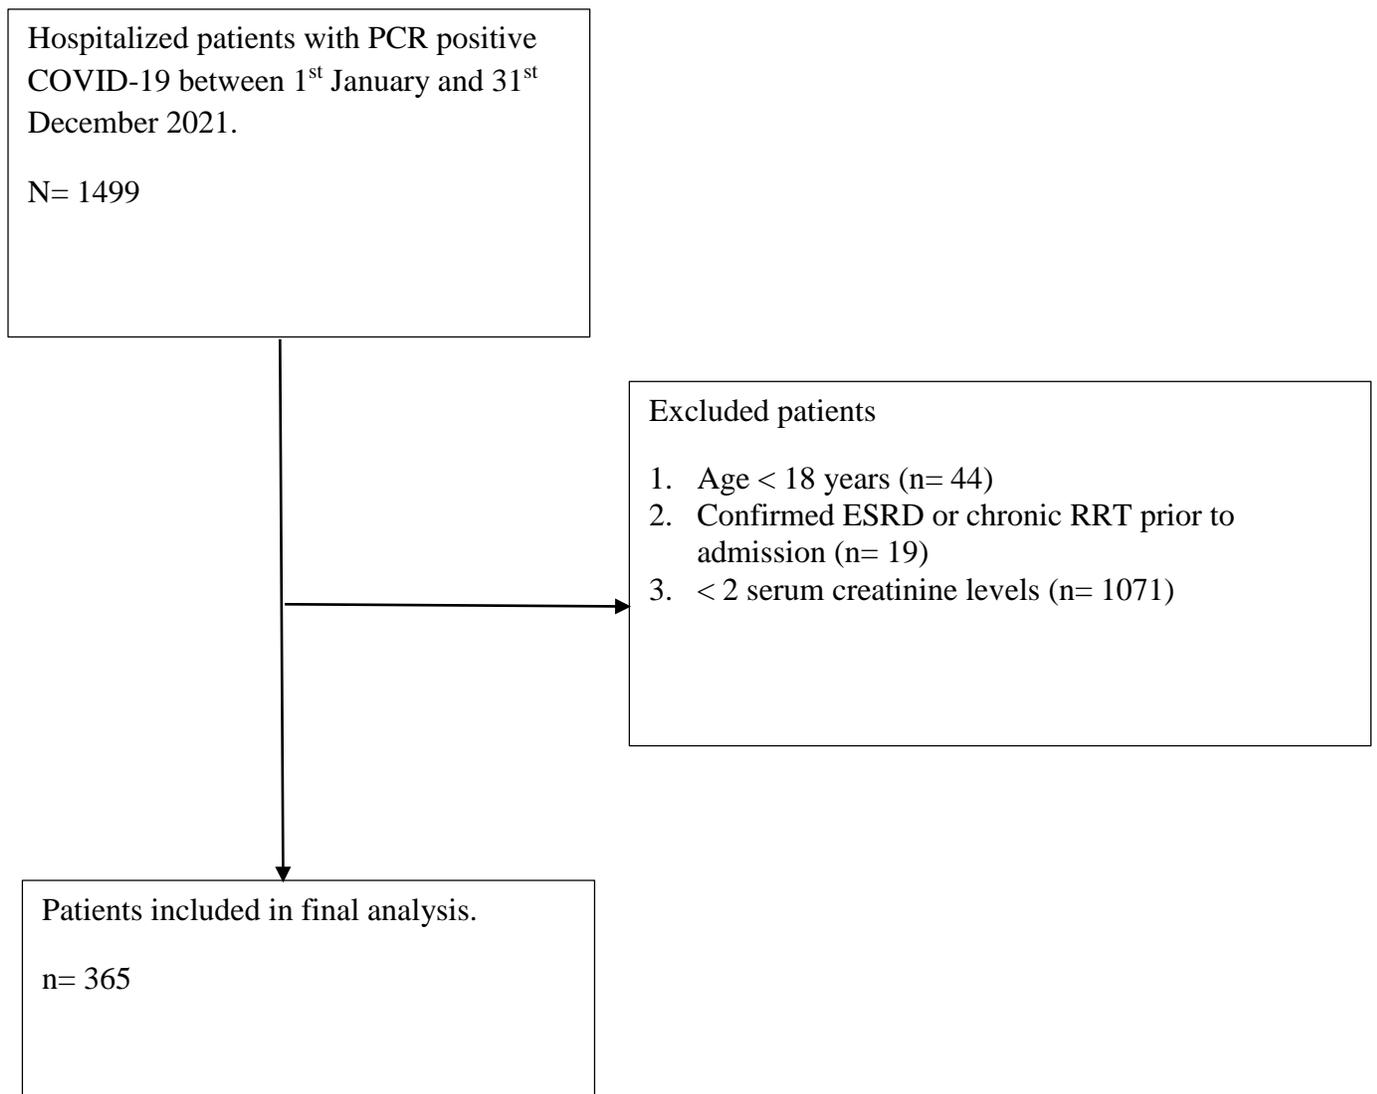 Hospitalized patients with PCR positive
COVID-19 between 1st January and 31st
December 2021.
N= 1499
Excluded patients
1. Age < 18 years (n= 44)
2. Confirmed ESRD or chronic RRT prior to
admission (n= 19)
3. < 2 serum creatinine levels (n= 1071)
Patients included in final analysis.
n= 365